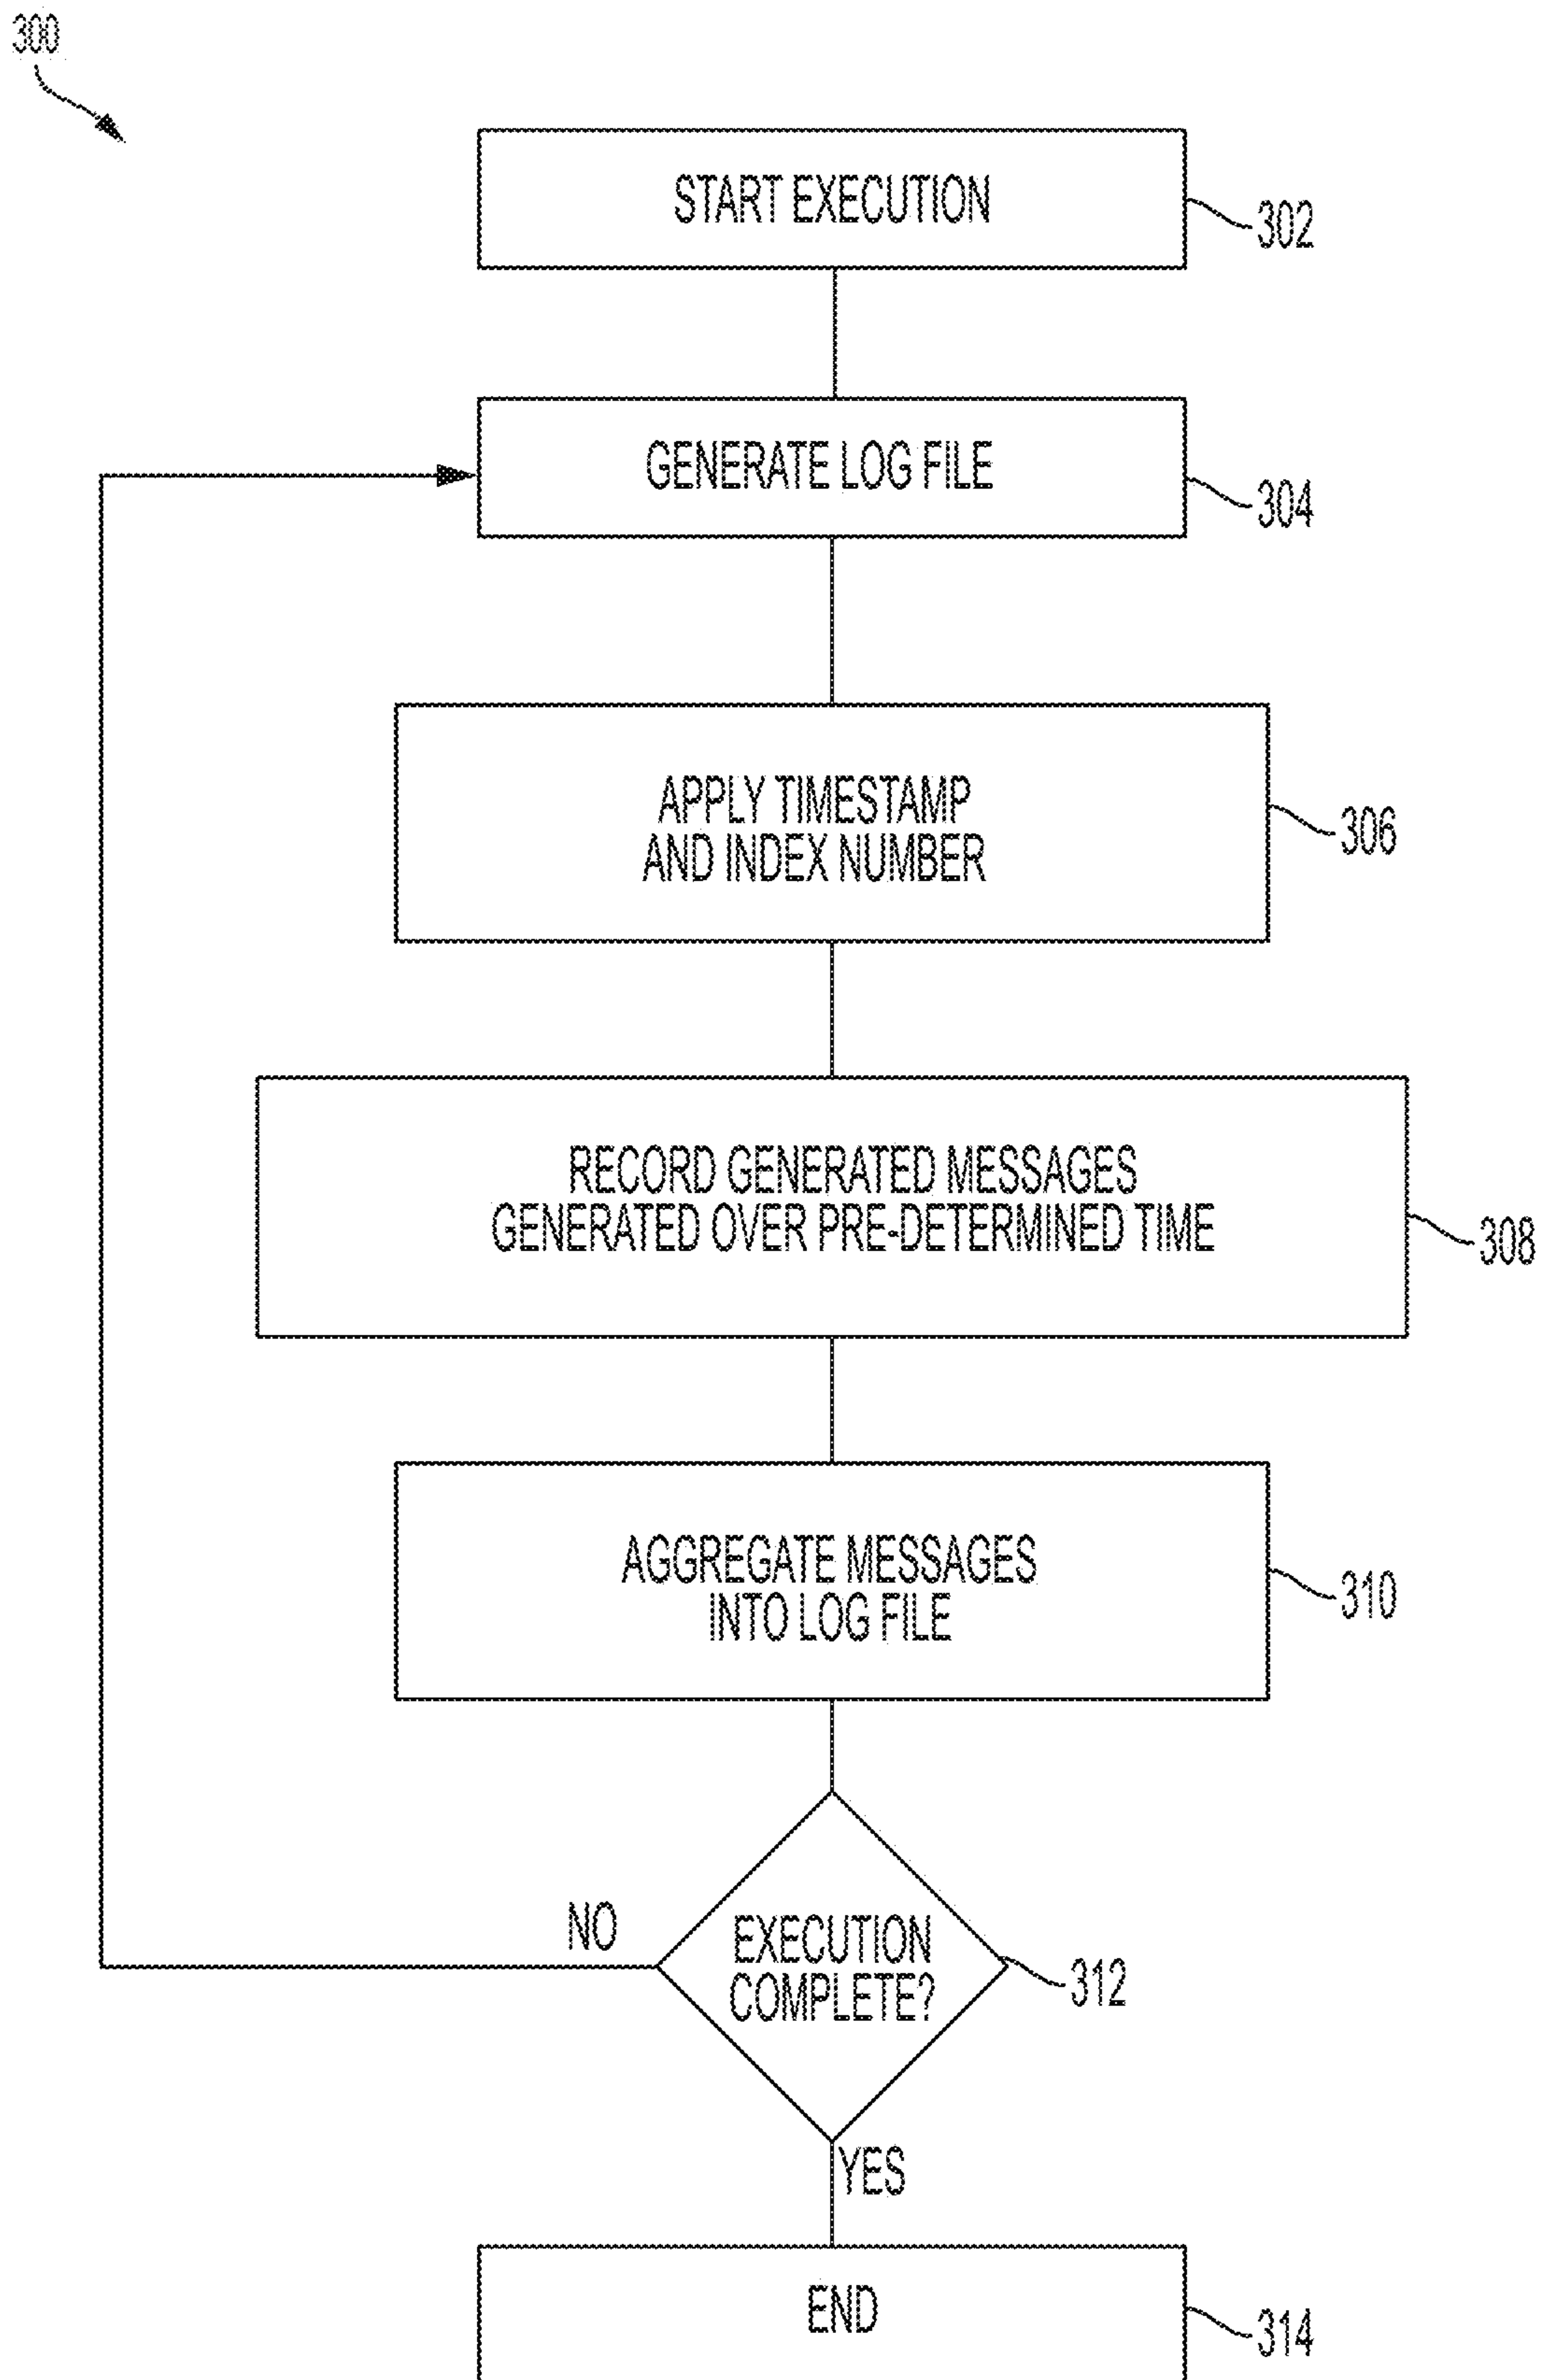 300
START EXECUTION
302
GENERATE LOG FILE
304
APPLY TIMESTAMP
AND INDEX NUMBER
306
RECORD GENERATED MESSAGES
GENERATED OVER PRE-DETERMINED TIME
308
AGGREGATE MESSAGES
INTO LOG FILE
310
NO
EXECUTION
COMPLETE?
312
YES
END
314